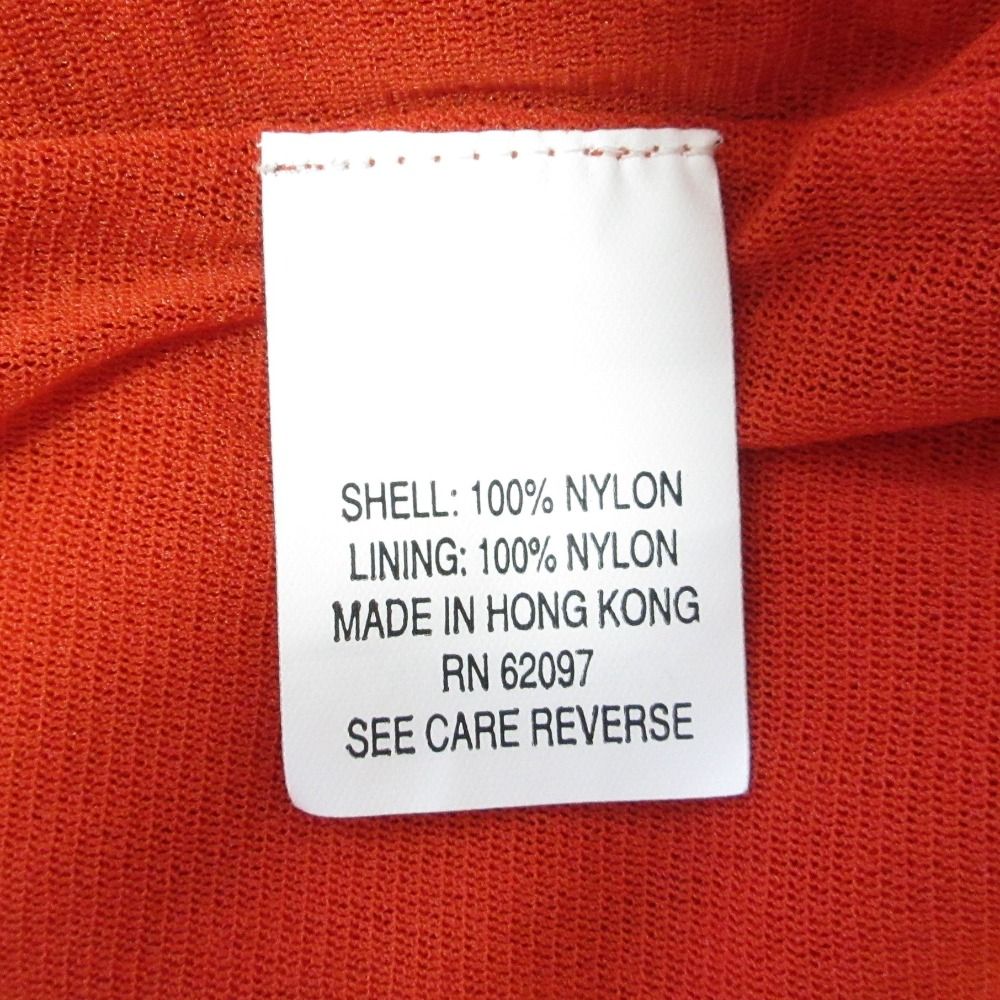 SHELL: 100% NYLON
LINING: 100% NYLON
MADE IN HONG KONG
RN 62097
SEE CARE REVERSE